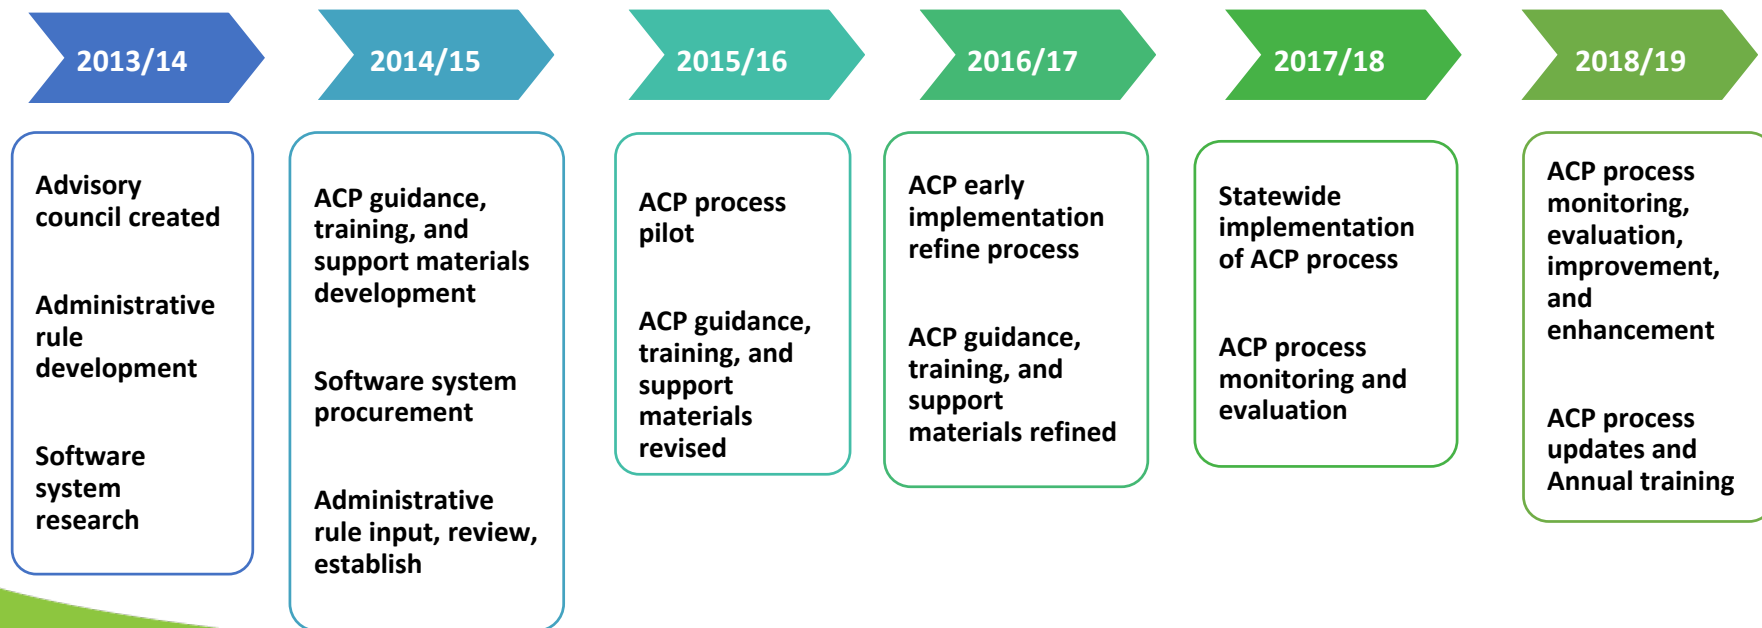 2013/14
Advisory
council created
Administrative
rule
development
Software
system
research
2014/15
ACP guidance,
training, and
support materials
development
Software system
procurement
Administrative
rule input, review,
establish
2015/16
ACP process
pilot
ACP guidance,
training, and
support
materials
revised
2016/17
ACP early
implementation
refine process
ACP guidance,
training, and
support
materials refined
2017/18
Statewide
implementation
of ACP process
ACP process
monitoring and
evaluation
2018/19
ACP process
monitoring,
evaluation,
improvement,
and
enhancement
ACP process
updates and
Annual training